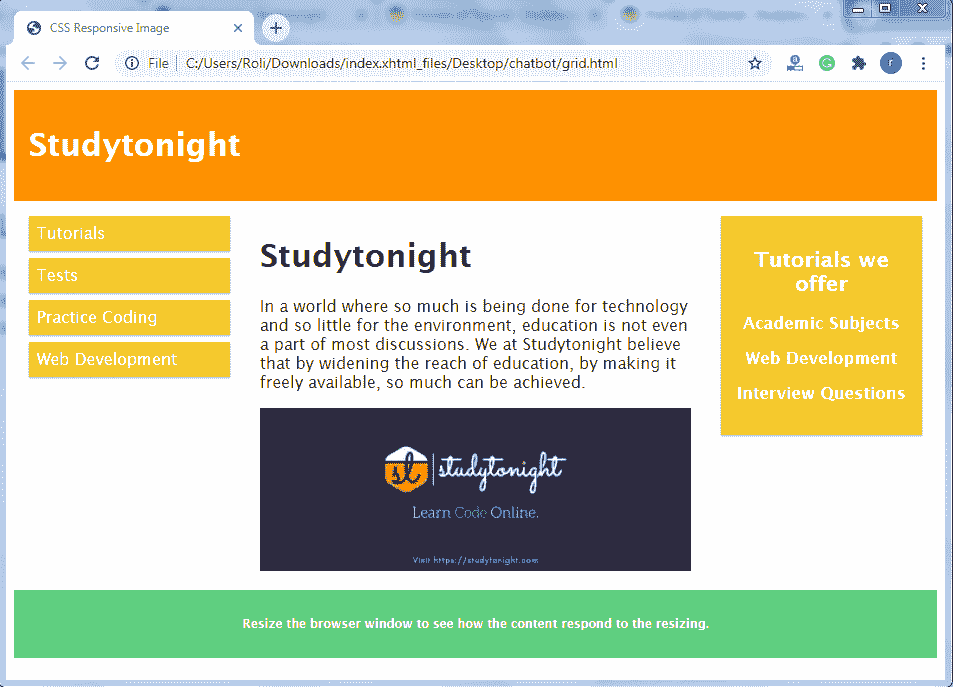 CSS Responsive Image
File
C:/Users/Roli/Downloads/index.xhtml_files/Desktop/chatbot/grid.html
r
Studytonight
Tutorials
Tests
Practice Coding
Web Development
Studytonight
In a world where so much is being done for technology
and so little for the environment, education is not even
a part of most discussions. We at Studytonight believe
that by widening the reach of education, by making it
freely available, so much can be achieved.
st studytonight
Learn Code Online.
Visit https://studytonight.com
Tutorials we
offer
Academic Subjects
Web Development
Interview Questions
Resize the browser window to see how the content respond to the resizing.